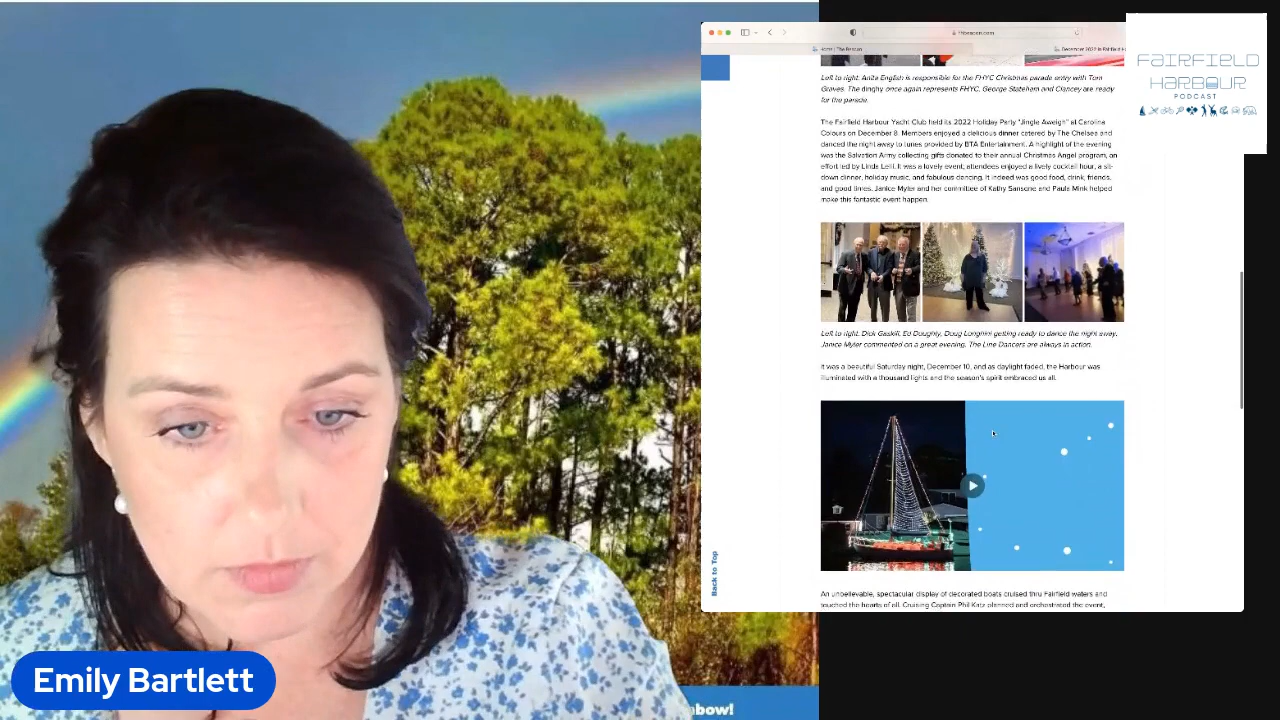 FAIRFIELD
HARBOUR
PODCAST
Left to right: Anita English is responsible for the FHYC Christmas parade entry with Tom
Graves. The dinghy once again represents FHYC. George Stateham and Clancey are ready
for the parade.
The Fairfield Harbour Yacht Club held its 2022 Holiday Party "Jingle Aweigh" at Carolina
Colours on December 8. Members enjoyed a delicious dinner catered by The Chelsea and
danced the night away to tunes provided by BTA Entertainment. A highlight of the evening
was the Salvation Army collecting gifts donated to their annual Christmas Angel program, an
effort led by Linda Lelli. It was a lovely event; attendees enjoyed a lively cocktail hour, a sit-
down dinner, holiday music, and fabulous dancing. It indeed was good food, drink, friends,
and good times. Janice Myler and her committee of Kathy Sansone and Paula Mink helped
make this fantastic event happen.
Left to right: Dick Gaskill, Ed Doughty, Doug Longhini getting ready to dance the night away.
Janice Myler commented on a great evening. The Line Dancers are always in action.
It was a beautiful Saturday night, December 10, and as daylight faded, the Harbour was
illuminated with a thousand lights and the season's spirit embraced us all.
Back to Top
An unbelievable, spectacular display of decorated boats cruised thru Fairfield waters and
touched the hearts of all. Cruising Captain Phil Katz planned and orchestrated the event,
Emily Bartlett